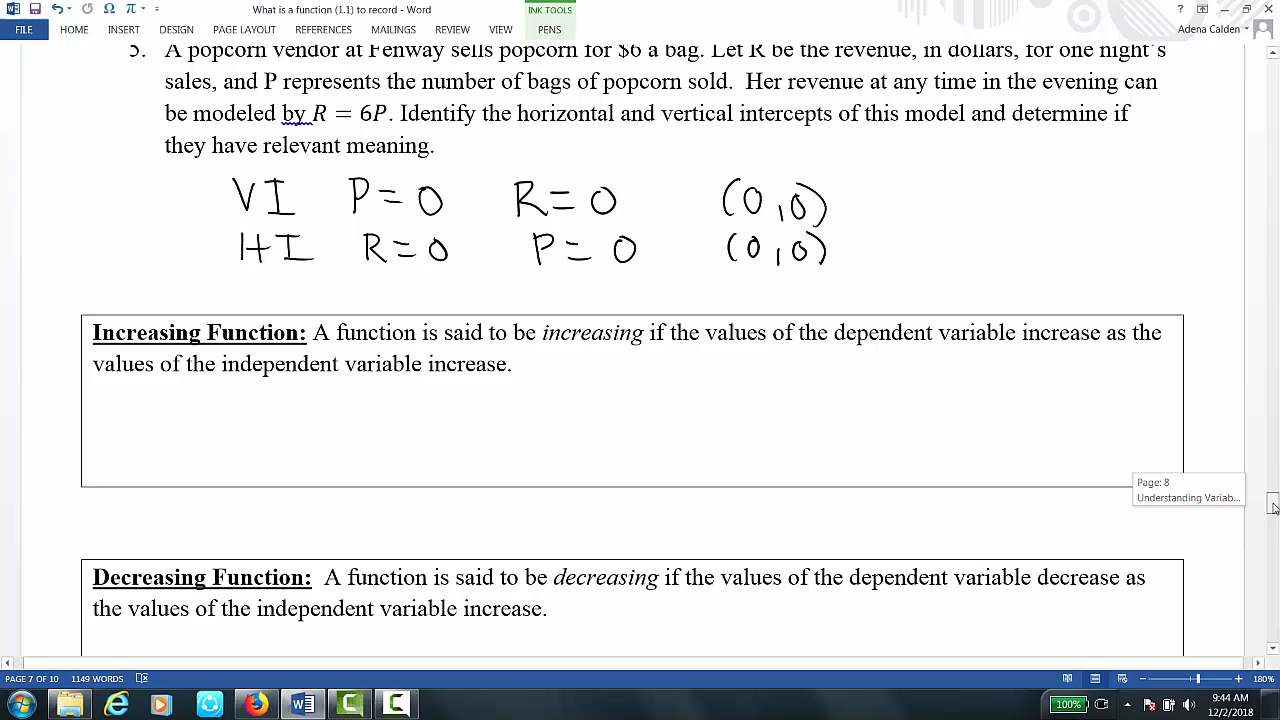 What is a function (1.1) to record - Word
INK TOOLS
FILE HOME INSERT DESIGN PAGE LAYOUT REFERENCES MAILINGS REVIEW VIEW PENS
Adena Calden
5. A popcorn vendor at Fenway sells popcorn for $6 a bag. Let R be the revenue, in dollars, for one night's
sales, and P represents the number of bags of popcorn sold. Her revenue at any time in the evening can
be modeled by R = 6P. Identify the horizontal and vertical intercepts of this model and determine if
they have relevant meaning.
VI P = 0 R = 0 (0,0)
HI R = 0 P = 0 (0,0)
Increasing Function: A function is said to be increasing if the values of the dependent variable increase as the
values of the independent variable increase.
Page: 8
Understanding Variab...
Decreasing Function: A function is said to be decreasing if the values of the dependent variable decrease as
the values of the independent variable increase.
PAGE 7 OF 10 1149 WORDS 180%
100% 9:44 AM
12/2/2018